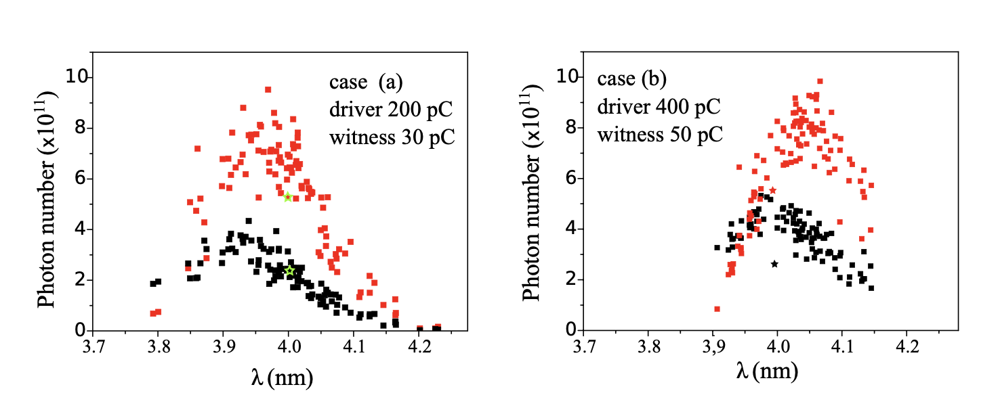 Photon number (x10¹¹)
10
8
6
4
2
0
case (a)
driver 200 pC
witness 30 pC
3.7 3.8 3.9 4.0 4.1 4.2
λ (nm)
Photon number (x10¹¹)
10
8
6
4
2
0
case (b)
driver 400 pC
witness 50 pC
3.7 3.8 3,9 4.0 4.1 4.2
λ (nm)